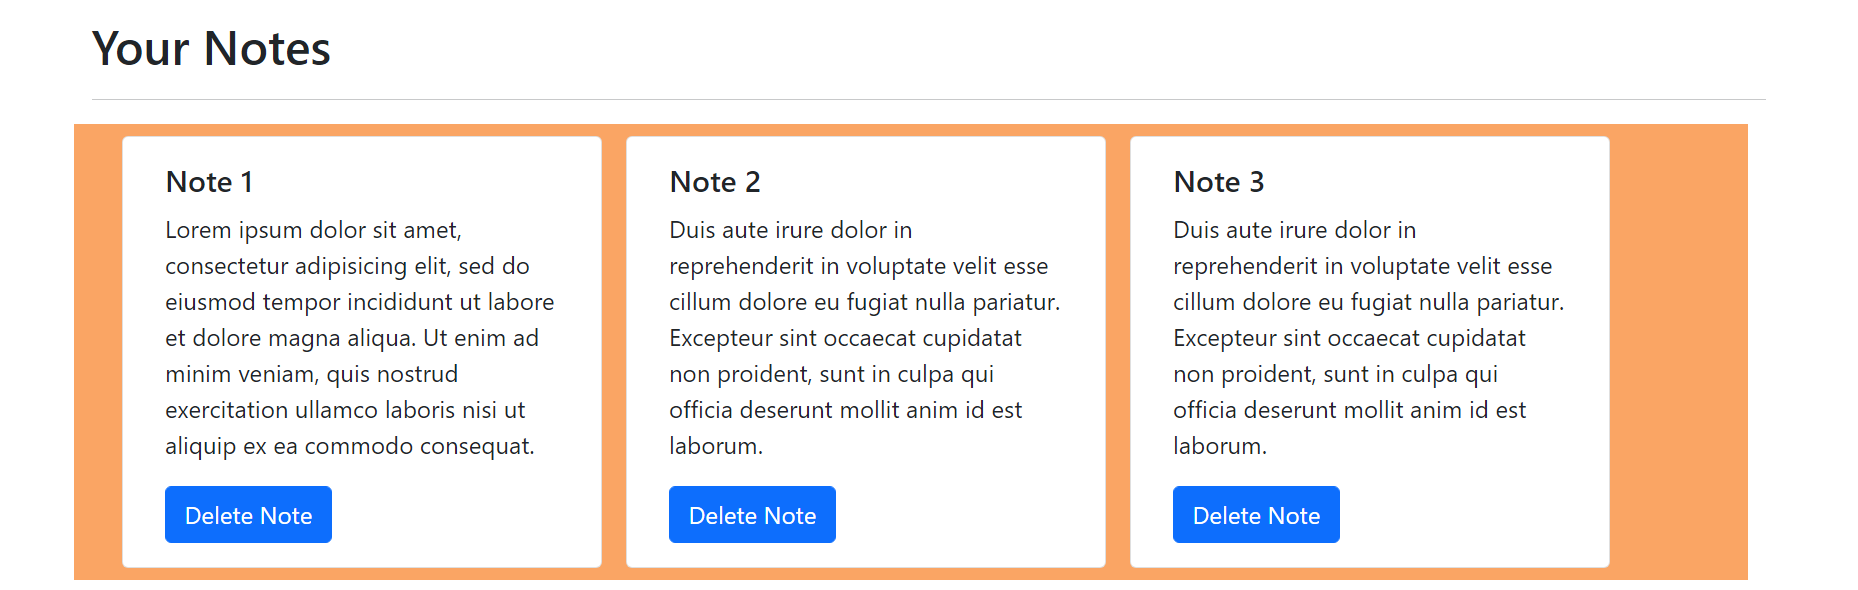 Your Notes
Note 1
Lorem ipsum dolor sit amet,
consectetur adipisicing elit, sed do
eiusmod tempor incididunt ut labore
et dolore magna aliqua. Ut enim ad
minim veniam, quis nostrud
exercitation ullamco laboris nisi ut
aliquip ex ea commodo consequat.
Delete Note
Note 2
Duis aute irure dolor in
reprehenderit in voluptate velit esse
cillum dolore eu fugiat nulla pariatur.
Excepteur sint occaecat cupidatat
non proident, sunt in culpa qui
officia deserunt mollit anim id est
laborum.
Delete Note
Note 3
Duis aute irure dolor in
reprehenderit in voluptate velit esse
cillum dolore eu fugiat nulla pariatur.
Excepteur sint occaecat cupidatat
non proident, sunt in culpa qui
officia deserunt mollit anim id est
laborum.
Delete Note